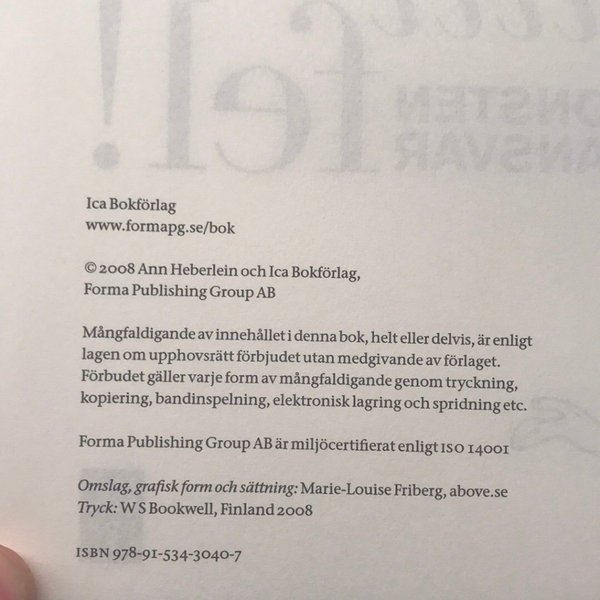 fel!
ONSTEN
ANSVAR
Ica Bokförlag
www.formapg.se/bok
© 2008 Ann Heberlein och Ica Bokförlag,
Forma Publishing Group AB
Mångfaldigande av innehållet i denna bok, helt eller delvis, är enligt
lagen om upphovsrätt förbjudet utan medgivande av förlaget.
Förbudet gäller varje form av mångfaldigande genom tryckning,
kopiering, bandinspelning, elektronisk lagring och spridning etc.
Forma Publishing Group AB är miljöcertifierat enligt ISO 14001
Omslag, grafisk form och sättning: Marie-Louise Friberg, above.se
Tryck: W S Bookwell, Finland 2008
ISBN 978-91-534-3040-7